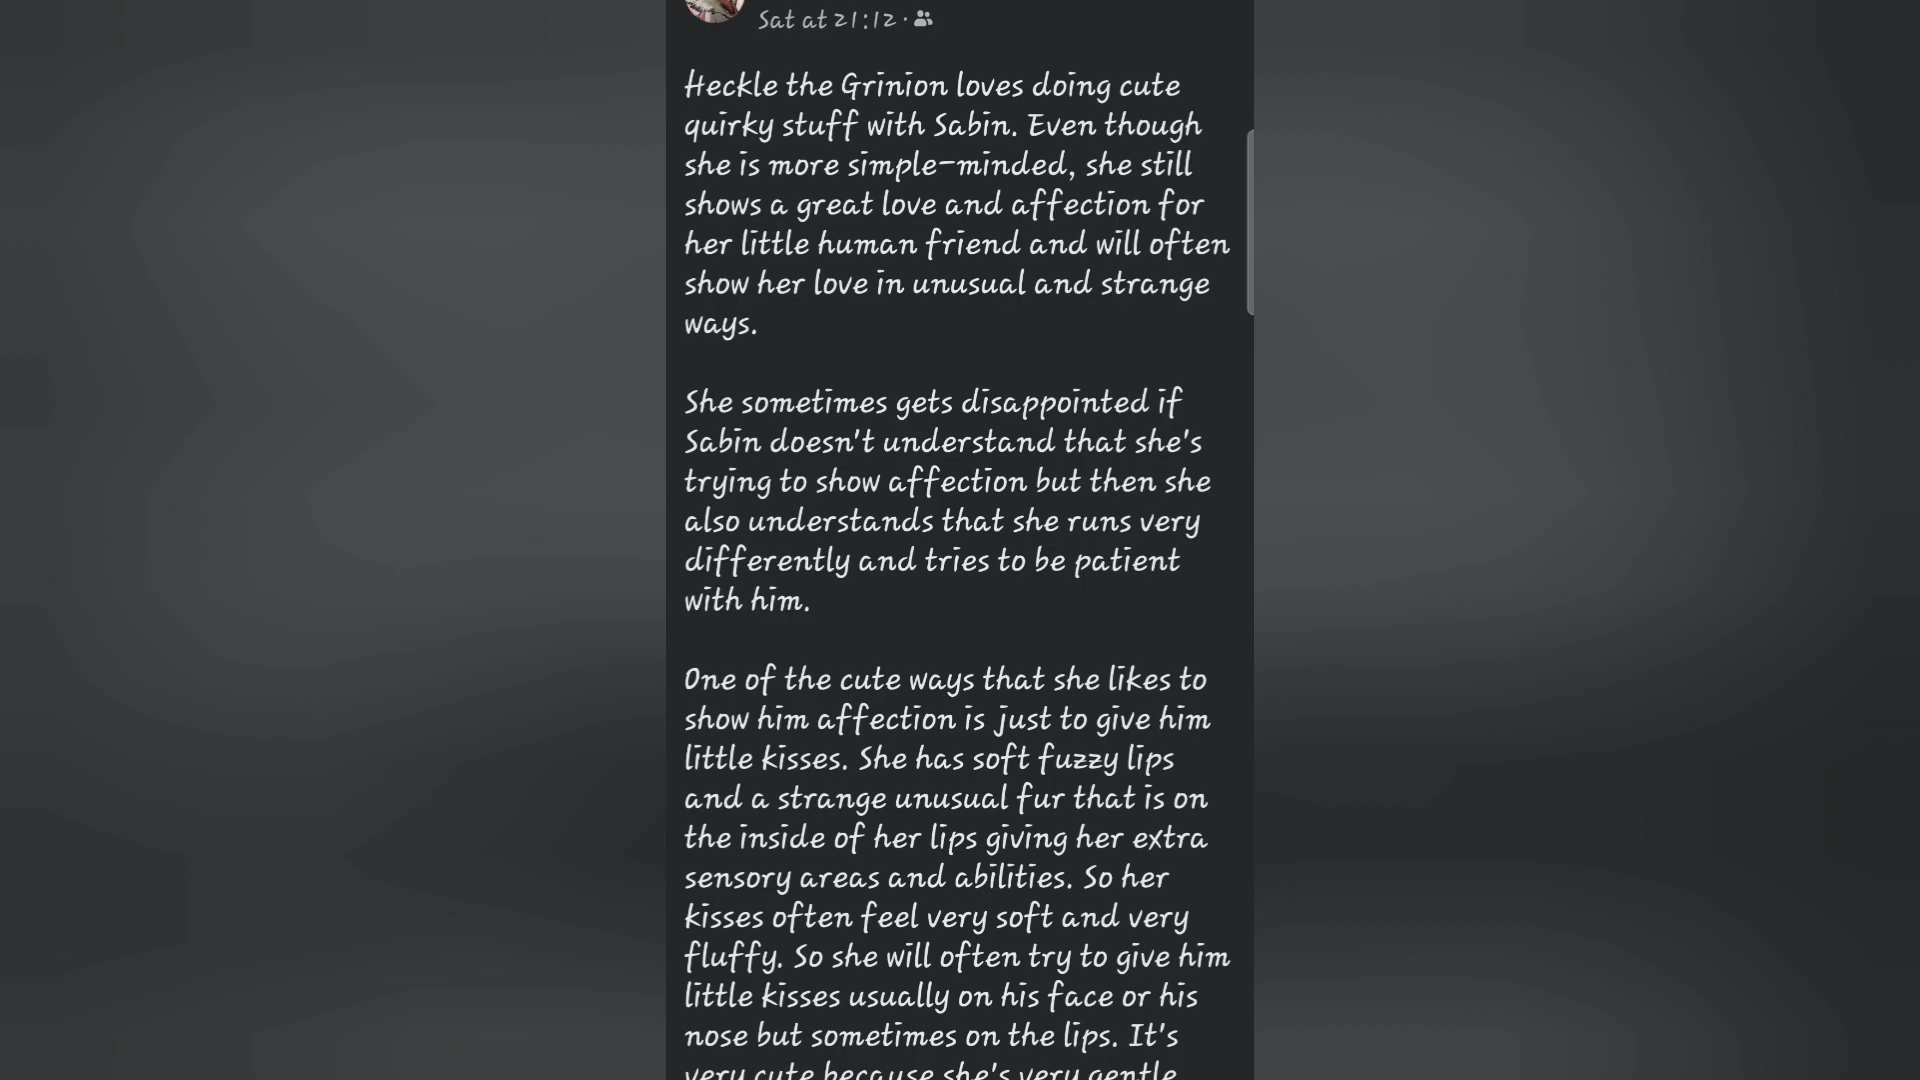 Sat at 21:12 ·
Heckle the Grinion loves doing cute
quirky stuff with Sabin. Even though
she is more simple-minded, she still
shows a great love and affection for
her little human friend and will often
show her love in unusual and strange
ways.
She sometimes gets disappointed if
Sabin doesn't understand that she's
trying to show affection but then she
also understands that she runs very
differently and tries to be patient
with him.
One of the cute ways that she likes to
show him affection is just to give him
little kisses. She has soft fuzzy lips
and a strange unusual fur that is on
the inside of her lips giving her extra
sensory areas and abilities. So her
kisses often feel very soft and very
fluffy. So she will often try to give him
little kisses usually on his face or his
nose but sometimes on the lips. It's
very cute because she's very gentle